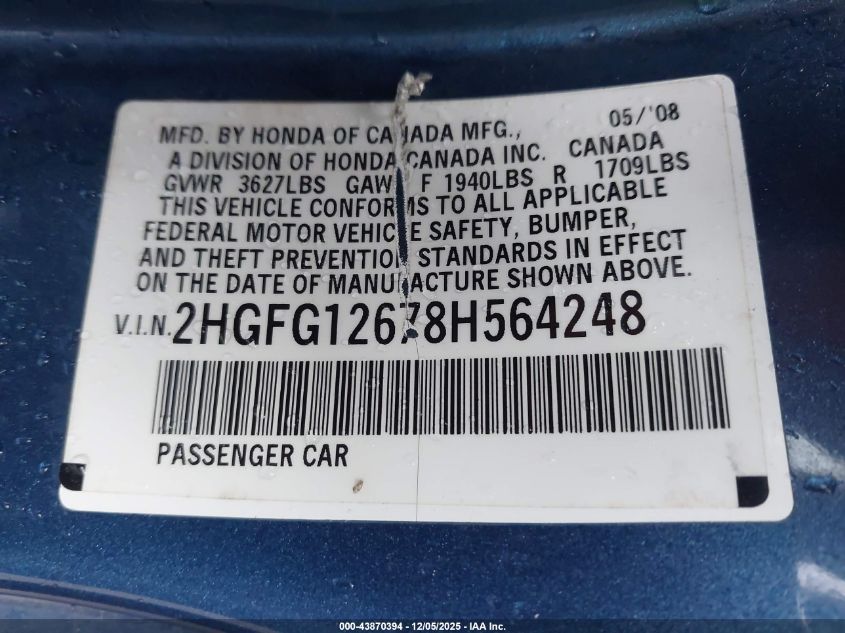 05/'08
MFD. BY HONDA OF CANADA MFG.,
A DIVISION OF HONDA CANADA INC. CANADA
GVWR 3627LBS GAWR F 1940LBS R 1709LBS
THIS VEHICLE CONFORMS TO ALL APPLICABLE
FEDERAL MOTOR VEHICLE SAFETY, BUMPER,
AND THEFT PREVENTION STANDARDS IN EFFECT
ON THE DATE OF MANUFACTURE SHOWN ABOVE.
V.I.N. 2HGFG12678H564248
PASSENGER CAR
000-43870394 - 12/05/2025 - IAA Inc.